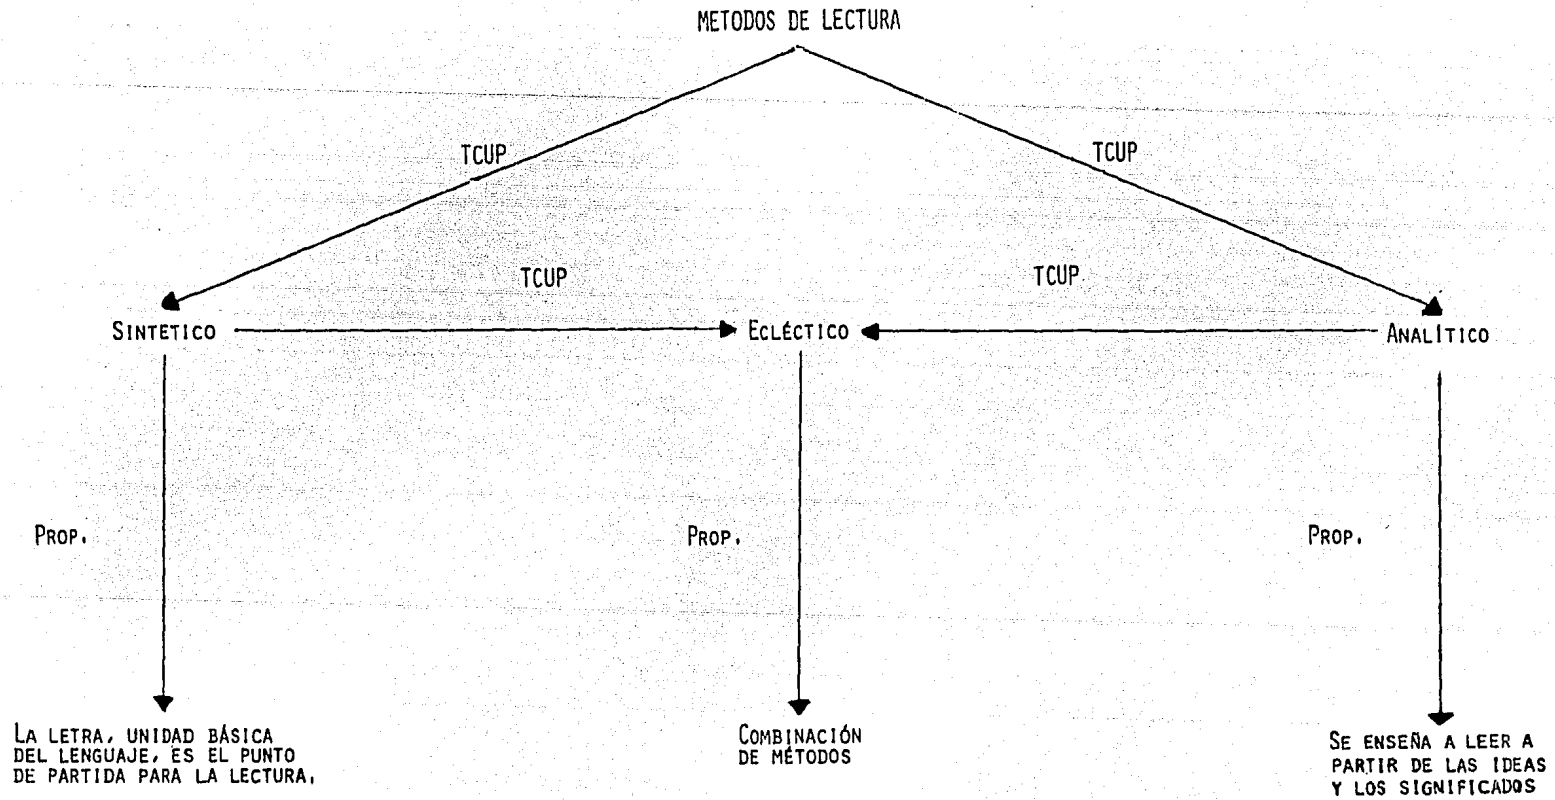 METODOS DE LECTURA
TCUP
TCUP
TCUP
TCUP
SINTETICO
ECLÉCTICO
ANALÍTICO
PROP.
PROP.
PROP.
LA LETRA, UNIDAD BÁSICA
DEL LENGUAJE, ES EL PUNTO
DE PARTIDA PARA LA LECTURA.
COMBINACIÓN
DE MÉTODOS
SE ENSEÑA A LEER A
PARTIR DE LAS IDEAS
Y LOS SIGNIFICADOS